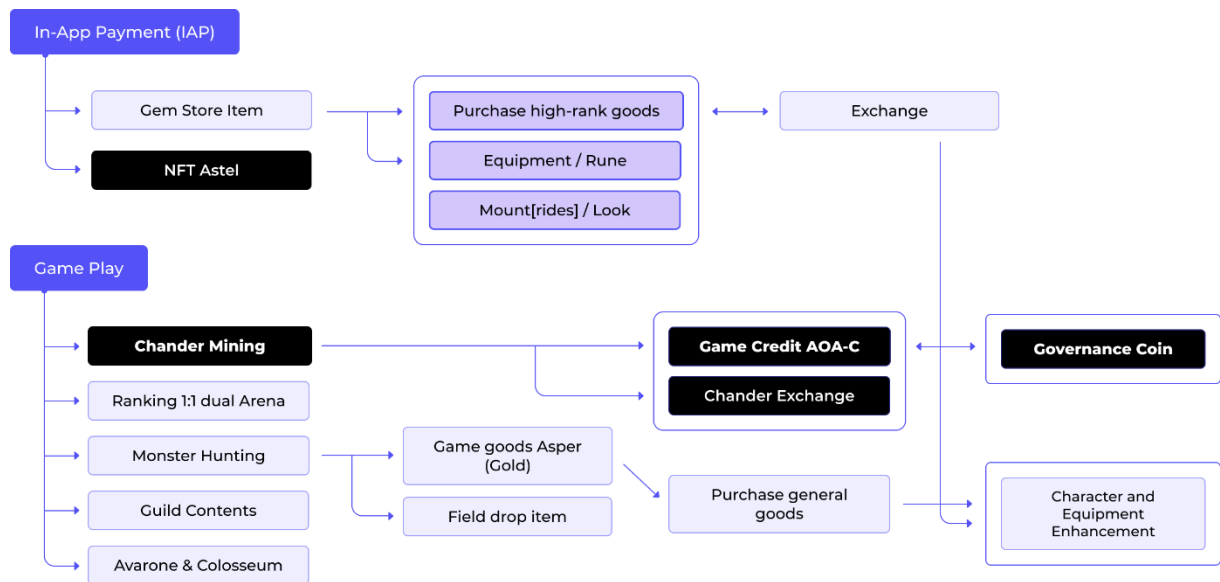 In-App Payment (IAP)
Gem Store Item
NFT Astel
Purchase high-rank goods
Equipment / Rune
Mount[rides] / Look
Exchange
Game Play
Chander Mining
Ranking 1:1 dual Arena
Monster Hunting
Guild Contents
Avarone & Colosseum
Game goods Asper
(Gold)
Field drop item
Game Credit AOA-C
Chander Exchange
Purchase general
goods
Governance Coin
Character and
Equipment
Enhancement